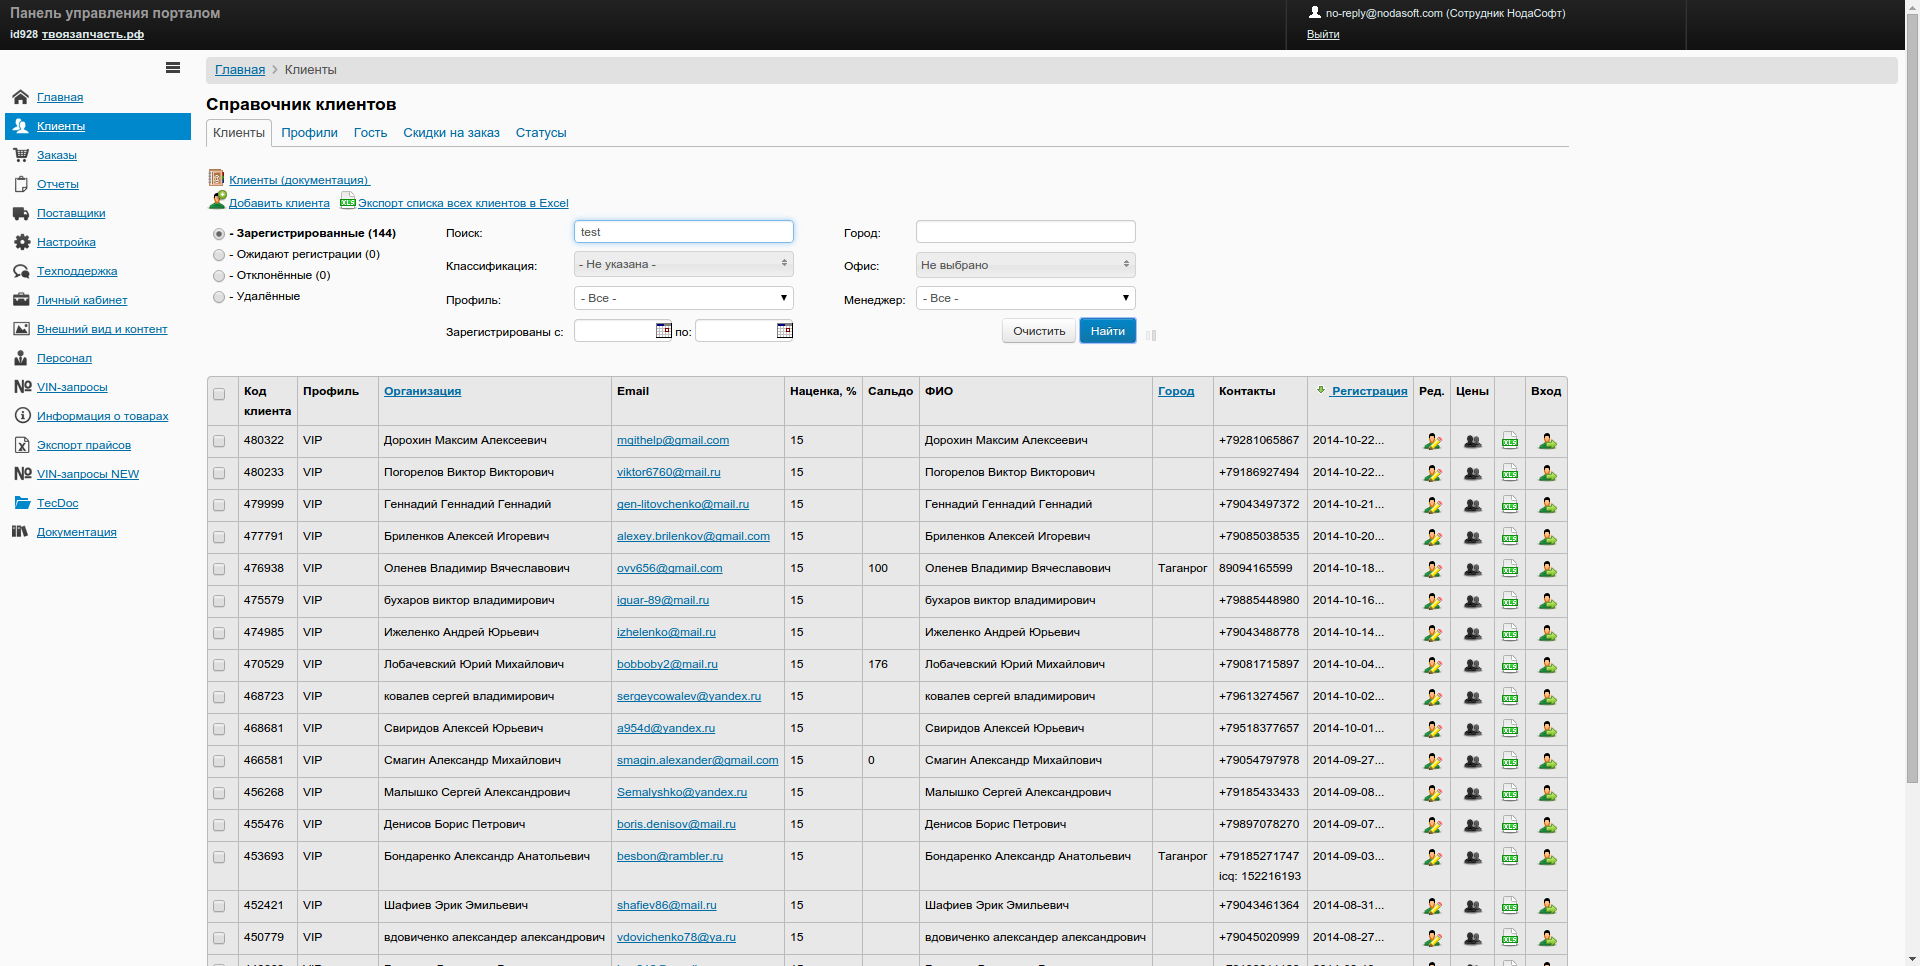 Панель управления порталом
id928 твоязапчасть.рф
no-reply@nodasoft.com (Сотрудник НодаСофт)
Выйти
Главная
Клиенты
Заказы
Отчеты
Поставщики
Настройка
Техподдержка
Личный кабинет
Внешний вид и контент
Персонал
VIN-запросы
Информация о товарах
Экспорт прайсов
VIN-запросы NEW
TecDoc
Документация
Главная > Клиенты
Справочник клиентов
Клиенты Профили Гость Скидки на заказ Статусы
Клиенты (документация)
Добавить клиента Экспорт списка всех клиентов в Excel
- Зарегистрированные (144)
- Ожидают регистрации (0)
- Отклонённые (0)
- Удалённые
Поиск: test Город:
Классификация: - Не указана - Офис: Не выбрано
Профиль: - Все - Менеджер: - Все -
Зарегистрированы с: по: Очистить Найти
Код клиента Профиль Организация Email Наценка, % Сальдо ФИО Город Контакты Регистрация Ред. Цены Вход
480322 VIP Дорохин Максим Алексеевич mqithelp@gmail.com 15 Дорохин Максим Алексеевич +79281065867 2014-10-22...
480233 VIP Погорелов Виктор Викторович viktor6760@mail.ru 15 Погорелов Виктор Викторович +79186927494 2014-10-22...
479999 VIP Геннадий Геннадий Геннадий gen-litovchenko@mail.ru 15 Геннадий Геннадий Геннадий +79043497372 2014-10-21...
477791 VIP Бриленков Алексей Игоревич alexey.brilenkov@gmail.com 15 Бриленков Алексей Игоревич +79085038535 2014-10-20...
476938 VIP Оленев Владимир Вячеславович ovv656@gmail.com 15 100 Оленев Владимир Вячеславович Таганрог 89094165599 2014-10-18...
475579 VIP бухаров виктор владимирович iguar-89@mail.ru 15 бухаров виктор владимирович +79885448980 2014-10-16...
474985 VIP Ижеленко Андрей Юрьевич izhelenko@mail.ru 15 Ижеленко Андрей Юрьевич +79043488778 2014-10-14...
470529 VIP Лобачевский Юрий Михайлович bobboby2@mail.ru 15 176 Лобачевский Юрий Михайлович +79081715897 2014-10-04...
468723 VIP ковалев сергей владимирович sergeycowalev@yandex.ru 15 ковалев сергей владимирович +79613274567 2014-10-02...
468681 VIP Свиридов Алексей Юрьевич a954d@yandex.ru 15 Свиридов Алексей Юрьевич +79518377657 2014-10-01...
466581 VIP Смагин Александр Михайлович smagin.alexander@gmail.com 15 0 Смагин Александр Михайлович +79054797978 2014-09-27...
456268 VIP Малышко Сергей Александрович Semalyshko@yandex.ru 15 Малышко Сергей Александрович +79185433433 2014-09-08...
455476 VIP Денисов Борис Петрович boris.denisov@mail.ru 15 Денисов Борис Петрович +79897078270 2014-09-07...
453693 VIP Бондаренко Александр Анатольевич besbon@rambler.ru 15 Бондаренко Александр Анатольевич Таганрог +79185271747 2014-09-03...
icq: 152216193
452421 VIP Шафиев Эрик Эмильевич shafiev86@mail.ru 15 Шафиев Эрик Эмильевич +79043461364 2014-08-31...
450779 VIP вдовиченко александер александрович vdovichenko78@ya.ru 15 вдовиченко александер александрович +79045020999 2014-08-27...